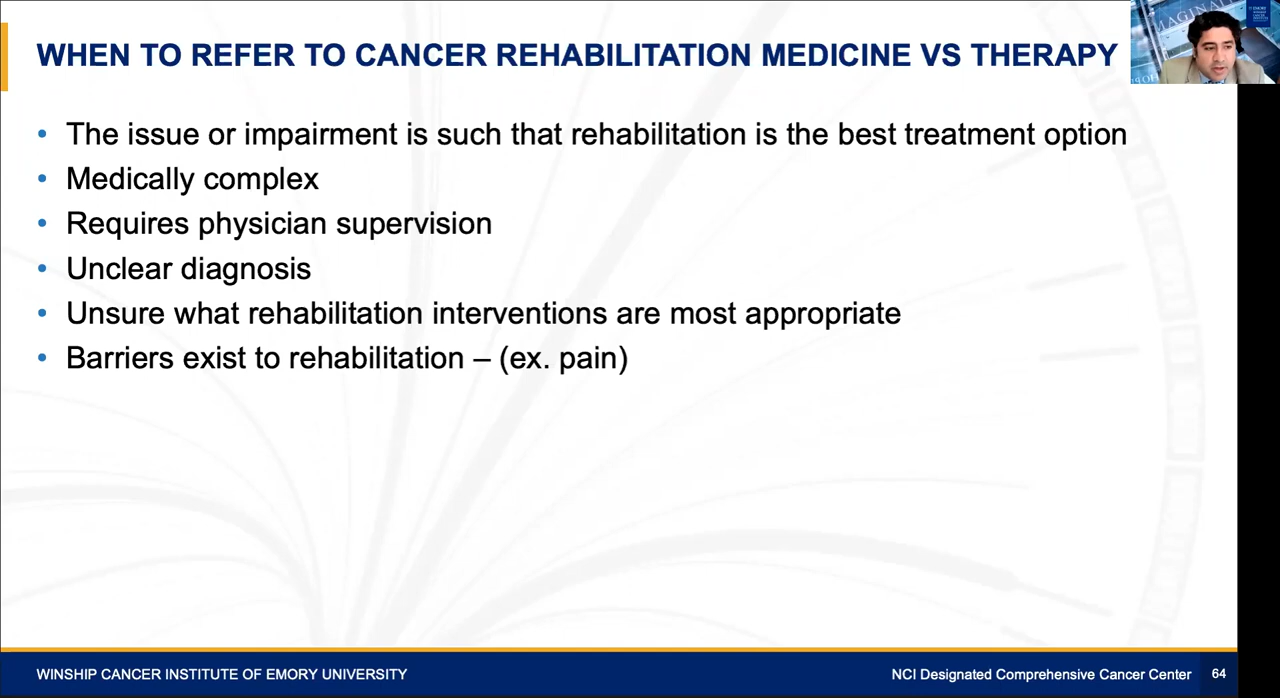 WHEN TO REFER TO CANCER REHABILITATION MEDICINE VS THERAPY
• The issue or impairment is such that rehabilitation is the best treatment option
• Medically complex
• Requires physician supervision
• Unclear diagnosis
• Unsure what rehabilitation interventions are most appropriate
• Barriers exist to rehabilitation – (ex. pain)
WINSHIP CANCER INSTITUTE OF EMORY UNIVERSITY
NCI Designated Comprehensive Cancer Center 64